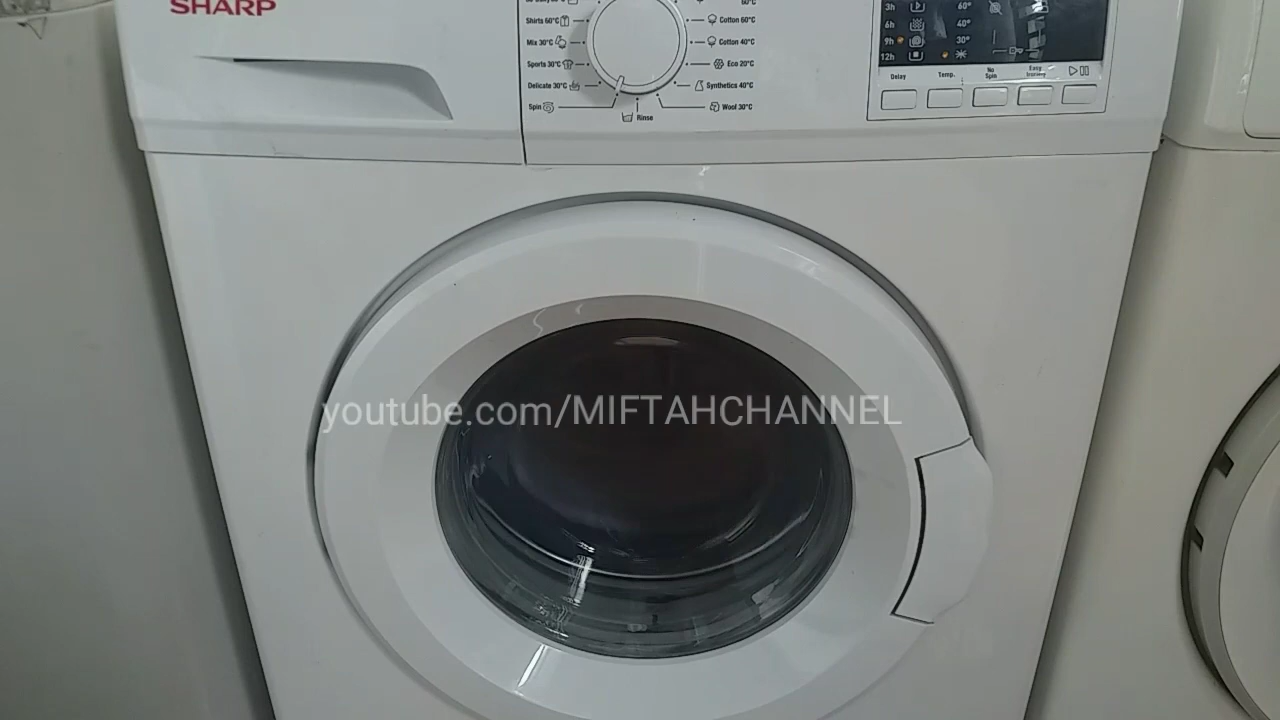 SHARP
60°C
Shirts 60°C
Cotton 60°C
Mix 30°C
Cotton 40°C
Sports 30°C
Eco 20°C
Delicate 30°C
Synthetics 40°C
Spin
Wool 30°C
Rinse
3h
60°
6h
40°
9h
30°
12h
Delay
Temp.
No Spin
Easy Ironing
youtube.com/MIFTAHCHANNEL